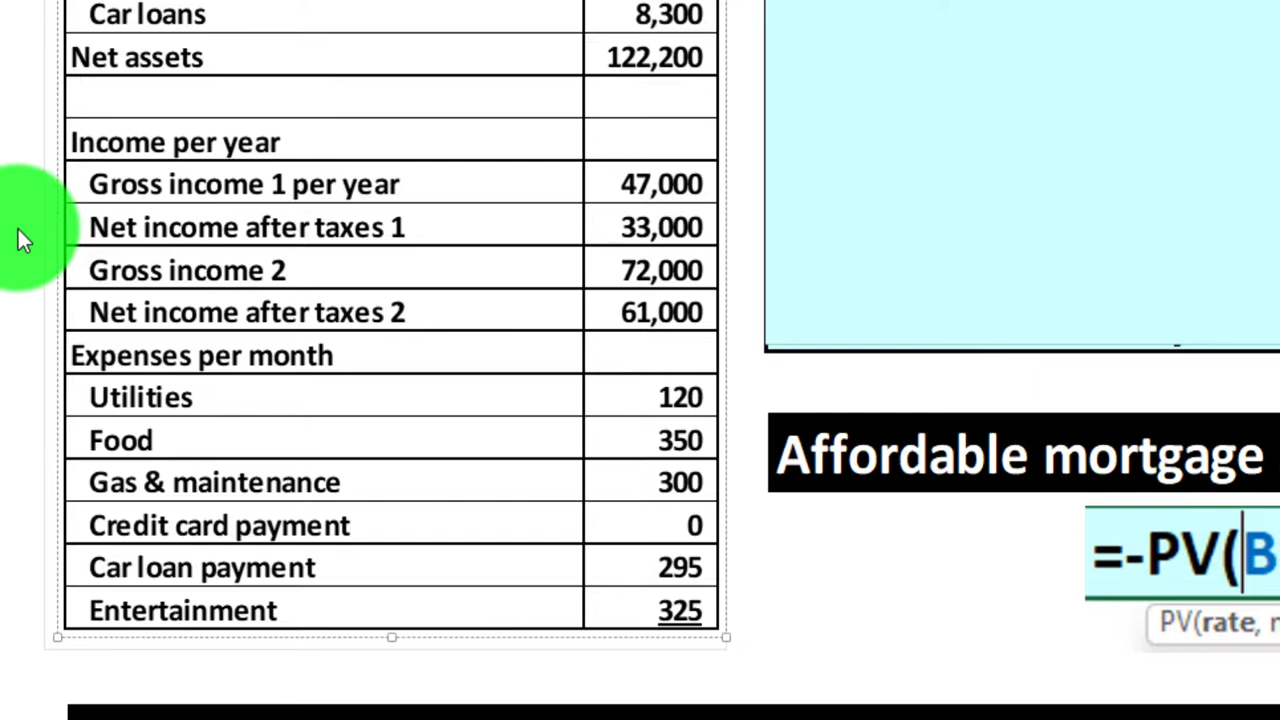 Car loans 8,300
Net assets 122,200
Income per year
Gross income 1 per year 47,000
Net income after taxes 1 33,000
Gross income 2 72,000
Net income after taxes 2 61,000
Expenses per month
Utilities 120
Food 350
Gas & maintenance 300
Credit card payment 0
Car loan payment 295
Entertainment 325
Affordable mortgage
=-PV(B
PV(rate, n